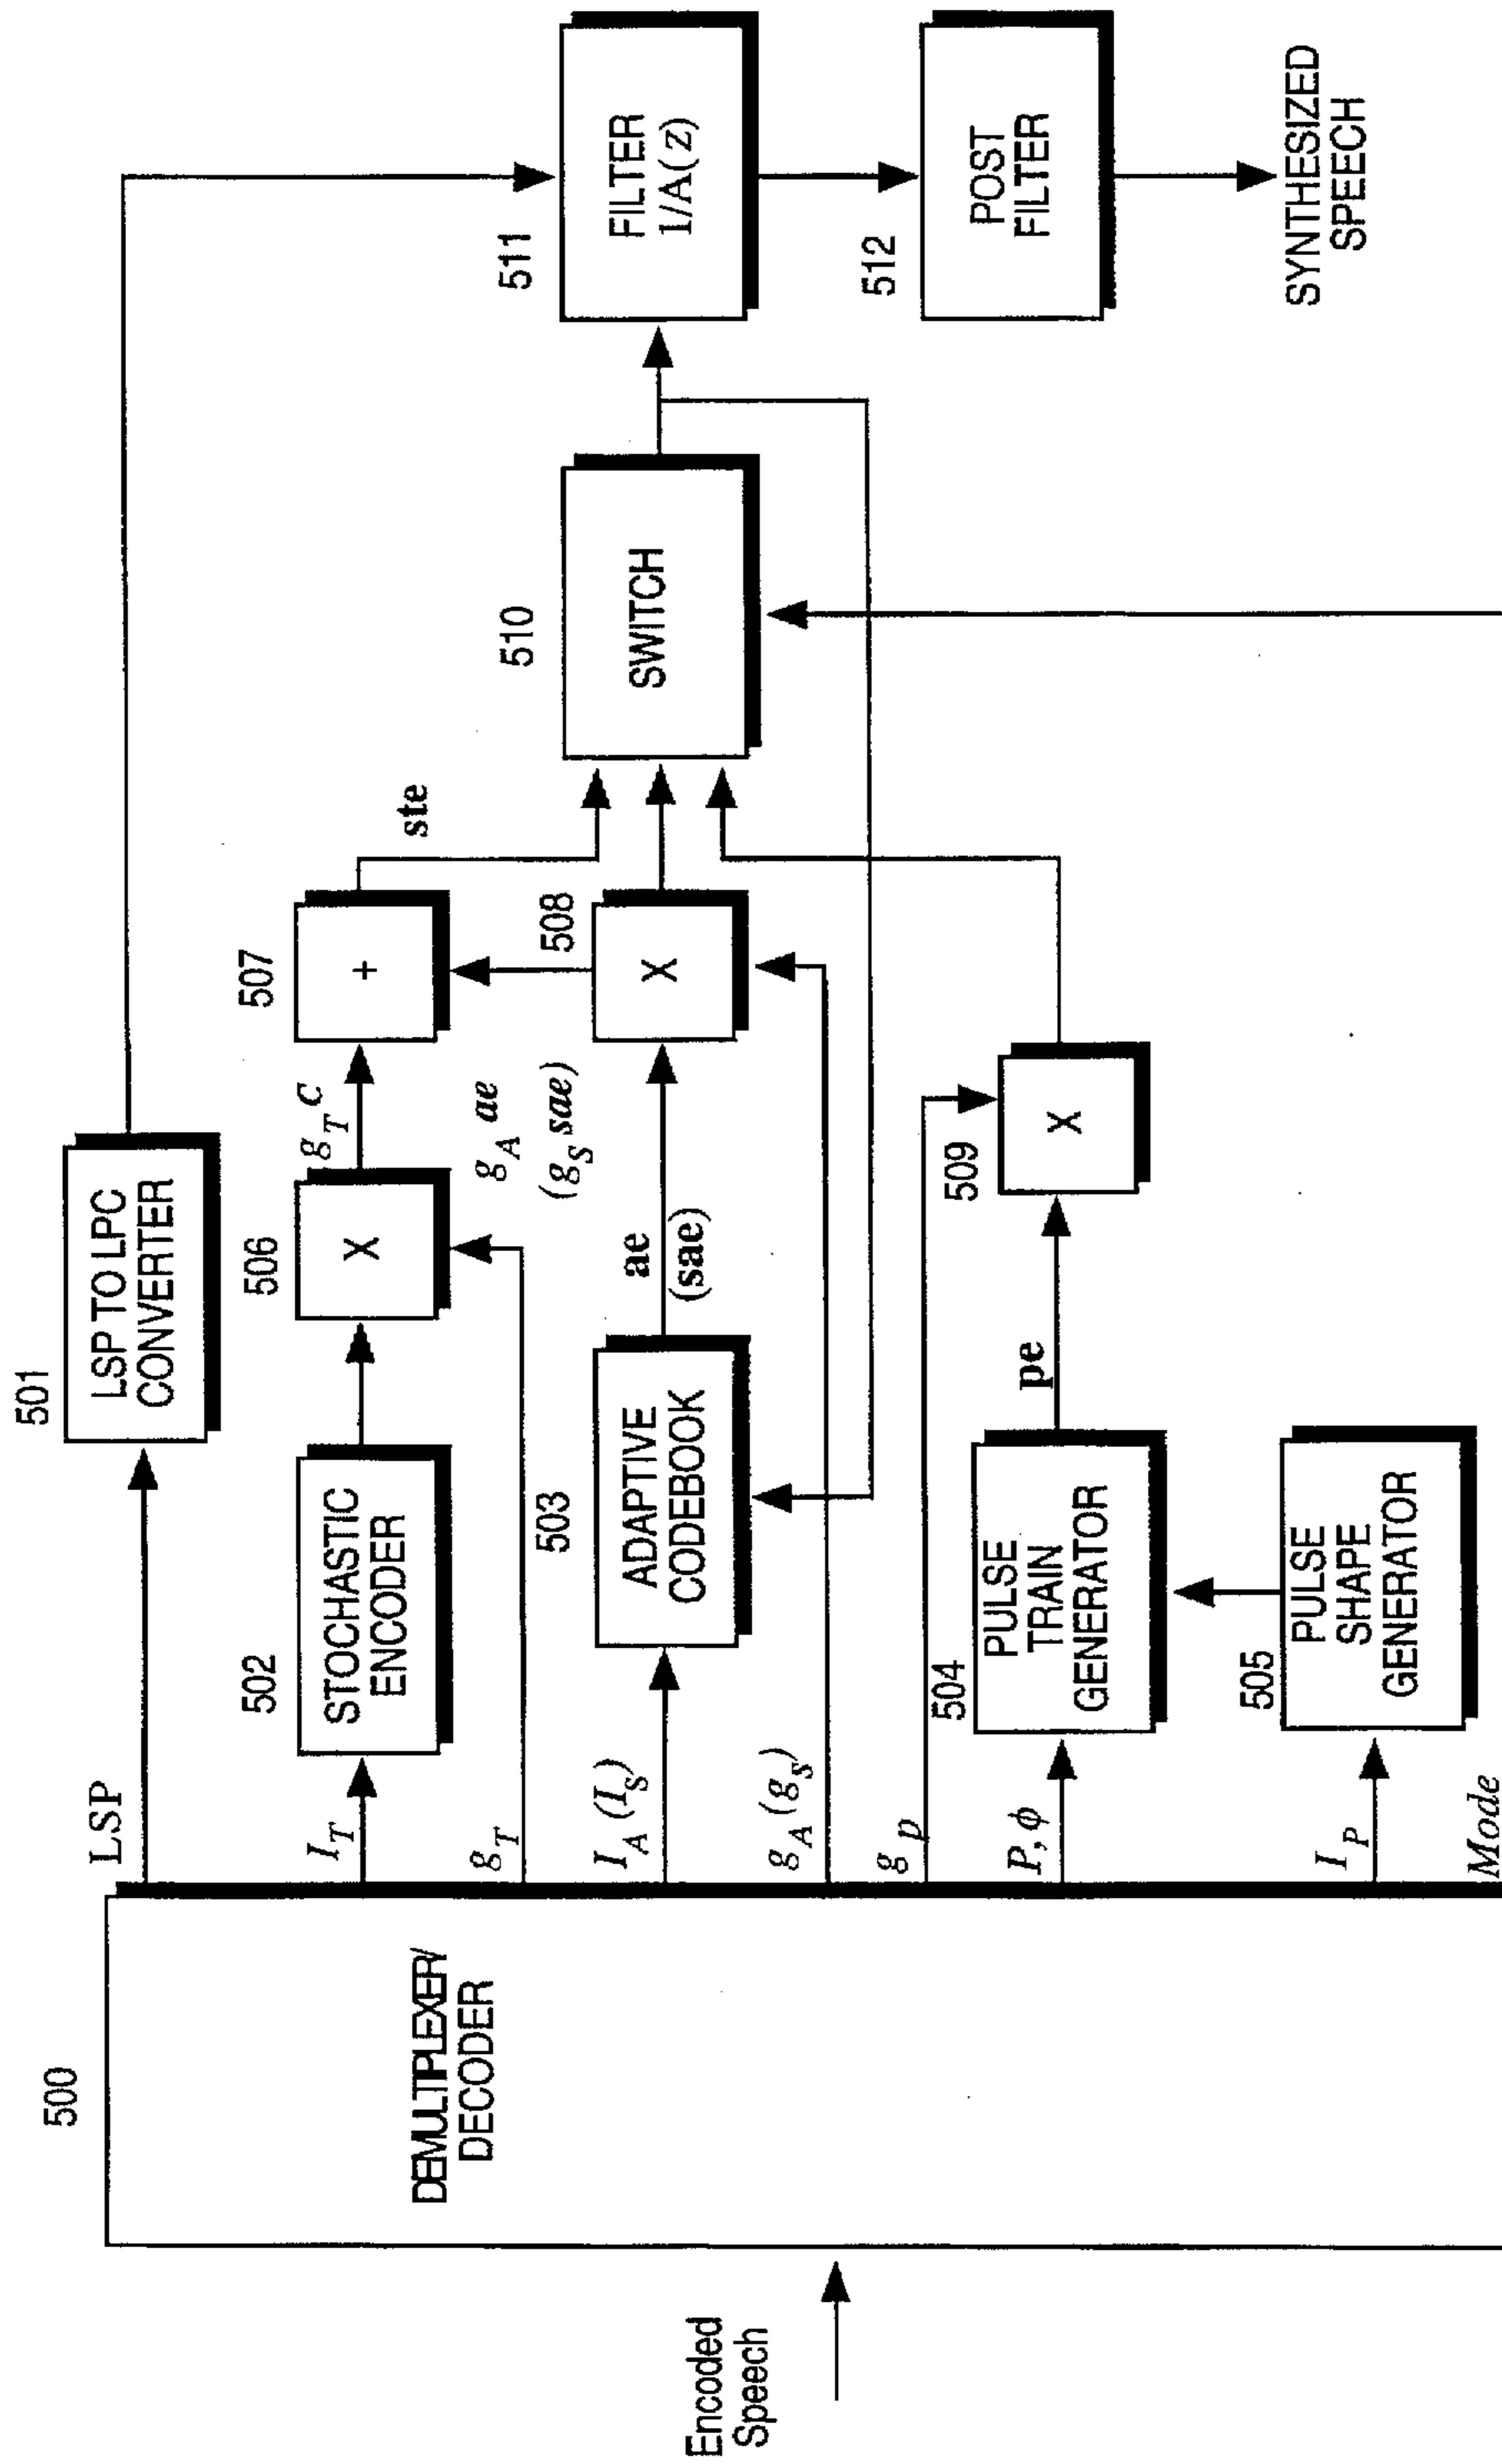 500
DEMULTIPLEXER/
DECODER
Encoded
Speech
LSP
501
LSP TO LPC
CONVERTER
I_T
502
STOCHASTIC
ENCODER
g_T
506
X
g_T C
507
+
ste
I_A (I_S)
503
ADAPTIVE
CODEBOOK
ae
(sae)
g_A ae
(g_S sae)
508
X
g_A (g_s)
g_p
P, ϕ
504
PULSE
TRAIN
GENERATOR
pe
509
X
I_P
505
PULSE
SHAPE
GENERATOR
Mode
510
SWITCH
511
FILTER
1/A(z)
512
POST
FILTER
SYNTHESIZED
SPEECH